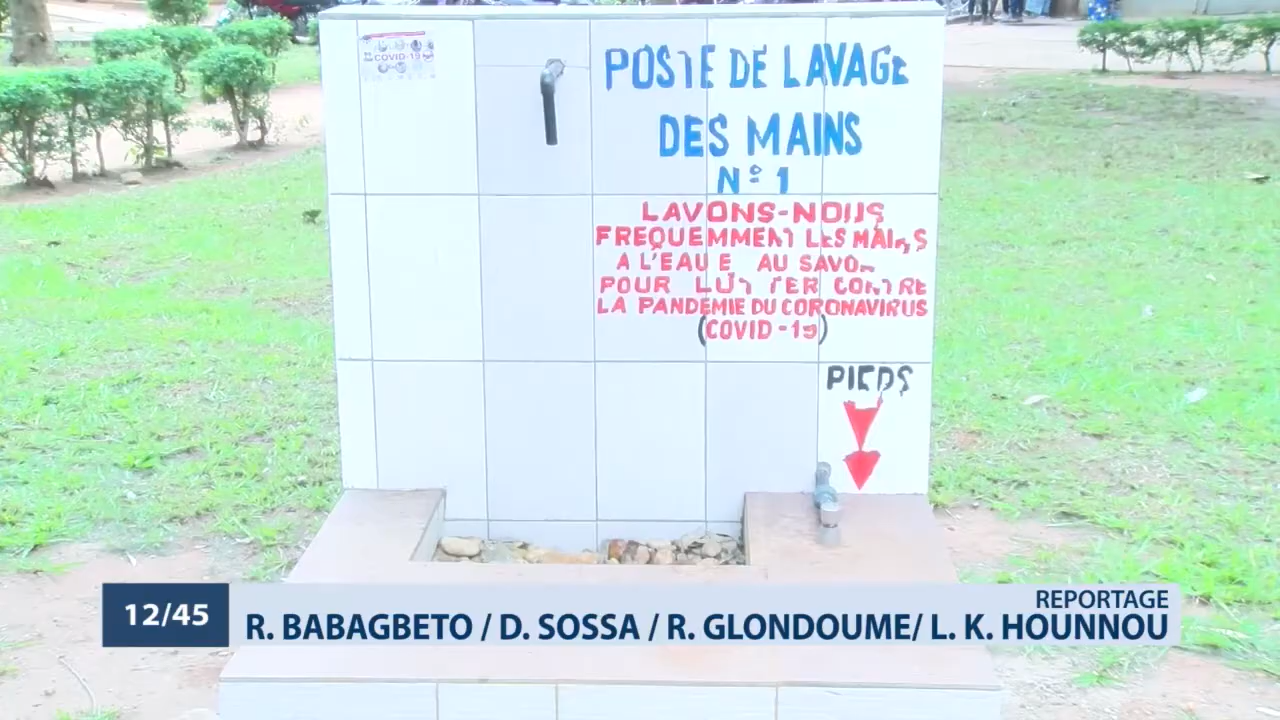 COVID-19
POSTE DE LAVAGE
DES MAINS
N° 1
LAVONS-NOUS
FREQUEMMENT LES MAINS
A L'EAU E AU SAVON
POUR LUTTER CONTRE
LA PANDEMIE DU CORONAVIRUS
(COVID-19)
PIEDS
REPORTAGE
12/45
R. BABAGBETO / D. SOSSA / R. GLONDOUME/ L. K. HOUNNOU